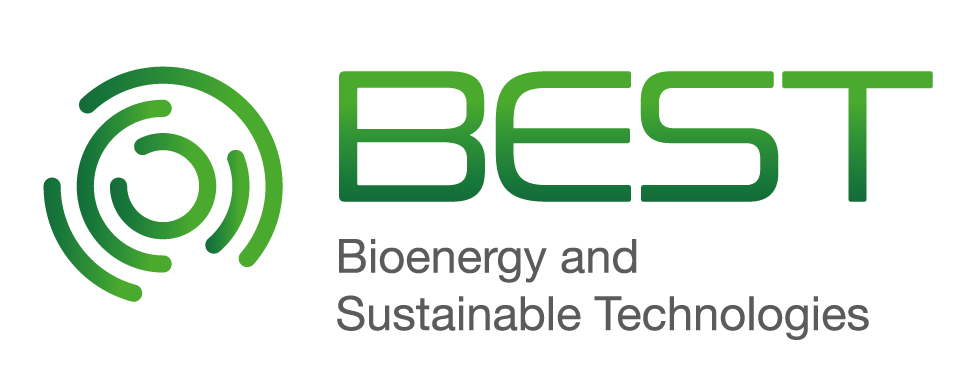 BEST
Bioenergy and
Sustainable Technologies